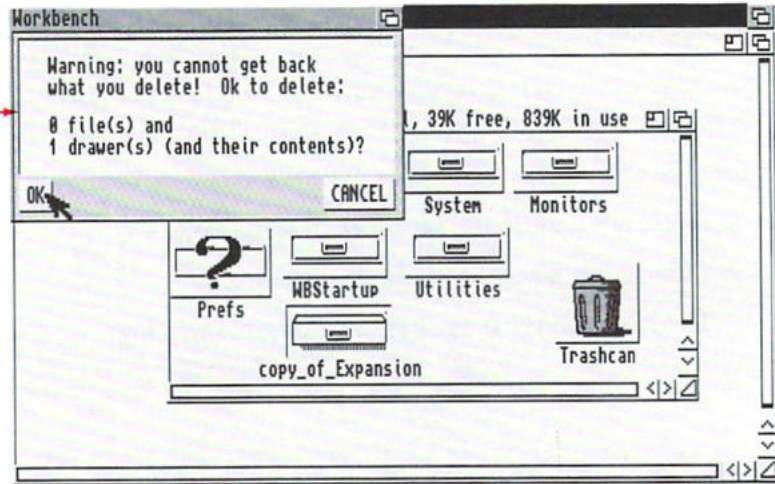 Workbench
Warning: you cannot get back
what you delete! Ok to delete:
0 file(s) and
1 drawer(s) (and their contents)?
OK
CANCEL
39K free, 839K in use
System
Monitors
Prefs
WBStartup
Utilities
Trashcan
copy_of_Expansion